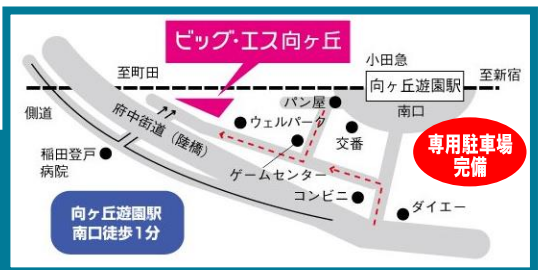 ビッグ・エス向ヶ丘
小田急
至町田
向ヶ丘遊園駅
至新宿
パン屋
南口
側道
府中街道（陸橋）
ウェルパーク
交番
専用駐車場
完備
稲田登戸
病院
ゲームセンター
コンビニ
ダイエー
向ヶ丘遊園駅
南口徒歩1分